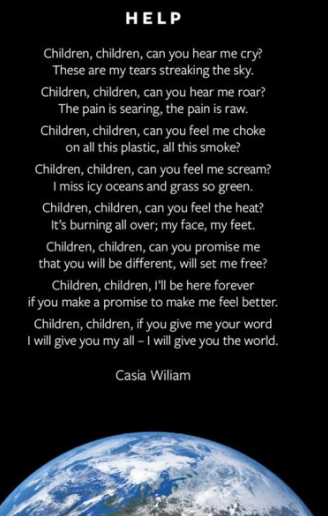 HELP
Children, children, can you hear me cry?
These are my tears streaking the sky.
Children, children, can you hear me roar?
The pain is searing, the pain is raw.
Children, children, can you feel me choke
on all this plastic, all this smoke?
Children, children, can you feel me scream?
I miss icy oceans and grass so green.
Children, children, can you feel the heat?
It's burning all over; my face, my feet.
Children, children, can you promise me
that you will be different, will set me free?
Children, children, I'll be here forever
if you make a promise to make me feel better.
Children, children, if you give me your word
I will give you my all – I will give you the world.
Casia Wiliam